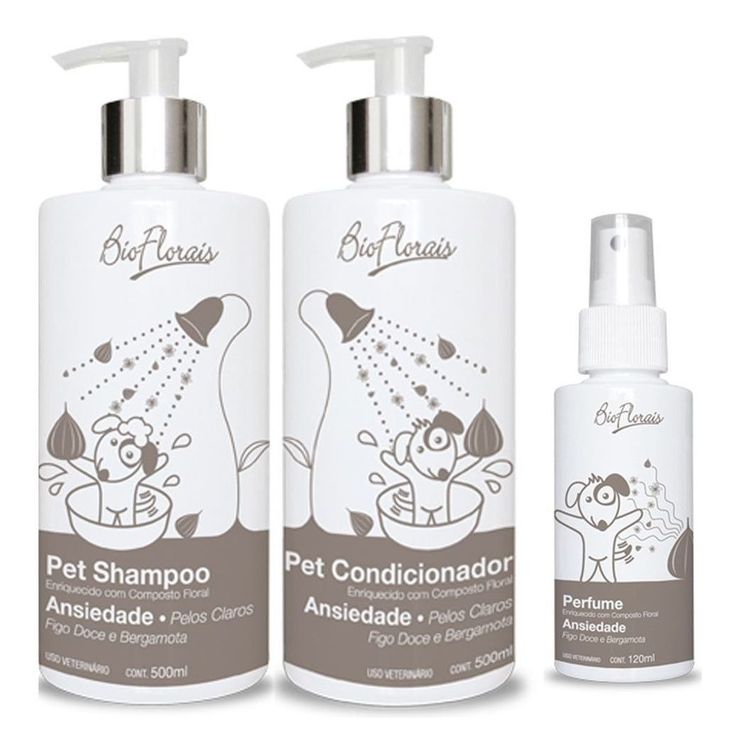 BioFlorais
Pet Shampoo
Enriquecido com Composto Floral
Ansiedade • Pelos Claros
Figo Doce e Bergamota
USO VETERINÁRIO CONT. 500ml
BioFlorais
Pet Condicionador
Enriquecido com Composto Floral
Ansiedade • Pelos Claros
Figo Doce e Bergamota
USO VETERINÁRIO CONT. 500ml
BioFlorais
Perfume
Enriquecido com Composto Floral
Ansiedade
Figo Doce e Bergamota
USO VETERINÁRIO CONT. 120ml